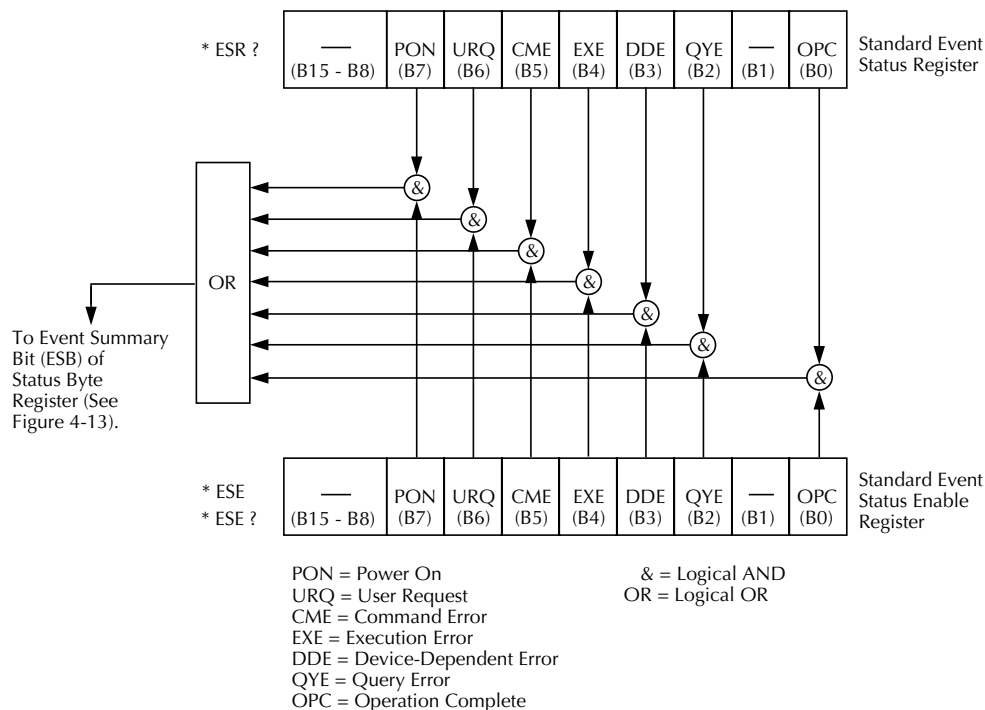 * ESR ?
— PON URQ CME EXE DDE QYE — OPC
(B15 - B8) (B7) (B6) (B5) (B4) (B3) (B2) (B1) (B0)
Standard Event
Status Register
&
&
&
&
&
&
&
OR
To Event Summary
Bit (ESB) of
Status Byte
Register (See
Figure 4-13).
* ESE
* ESE ?
— PON URQ CME EXE DDE QYE — OPC
(B15 - B8) (B7) (B6) (B5) (B4) (B3) (B2) (B1) (B0)
Standard Event
Status Enable
Register
PON = Power On
URQ = User Request
CME = Command Error
EXE = Execution Error
DDE = Device-Dependent Error
QYE = Query Error
OPC = Operation Complete
& = Logical AND
OR = Logical OR